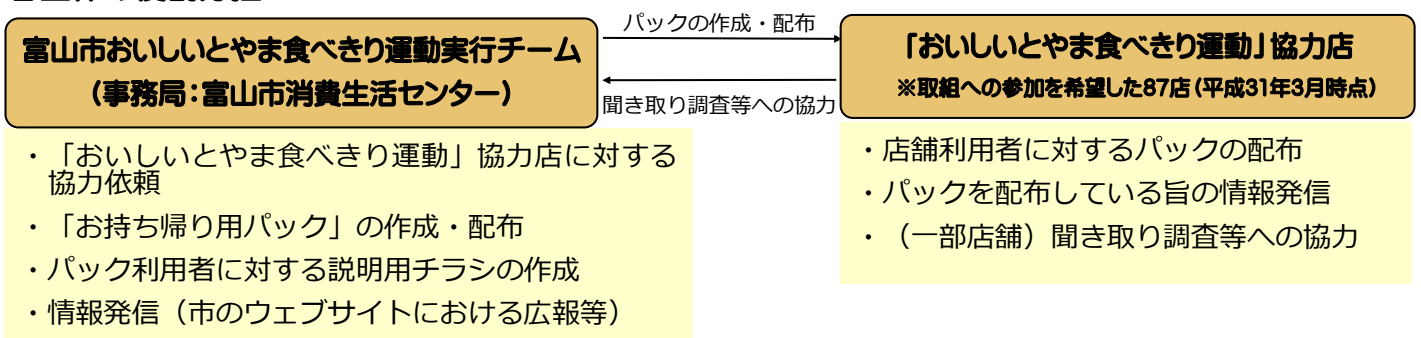 パックの作成・配布
富山市おいしいとやま食べきり運動実行チーム
（事務局：富山市消費生活センター）
聞き取り調査等への協力
「おいしいとやま食べきり運動」協力店
※取組への参加を希望した87店（平成31年3月時点）
・「おいしいとやま食べきり運動」協力店に対する
協力依頼
・「お持ち帰り用パック」の作成・配布
・パック利用者に対する説明用チラシの作成
・情報発信（市のウェブサイトにおける広報等）
・店舗利用者に対するパックの配布
・パックを配布している旨の情報発信
・（一部店舗）聞き取り調査等への協力